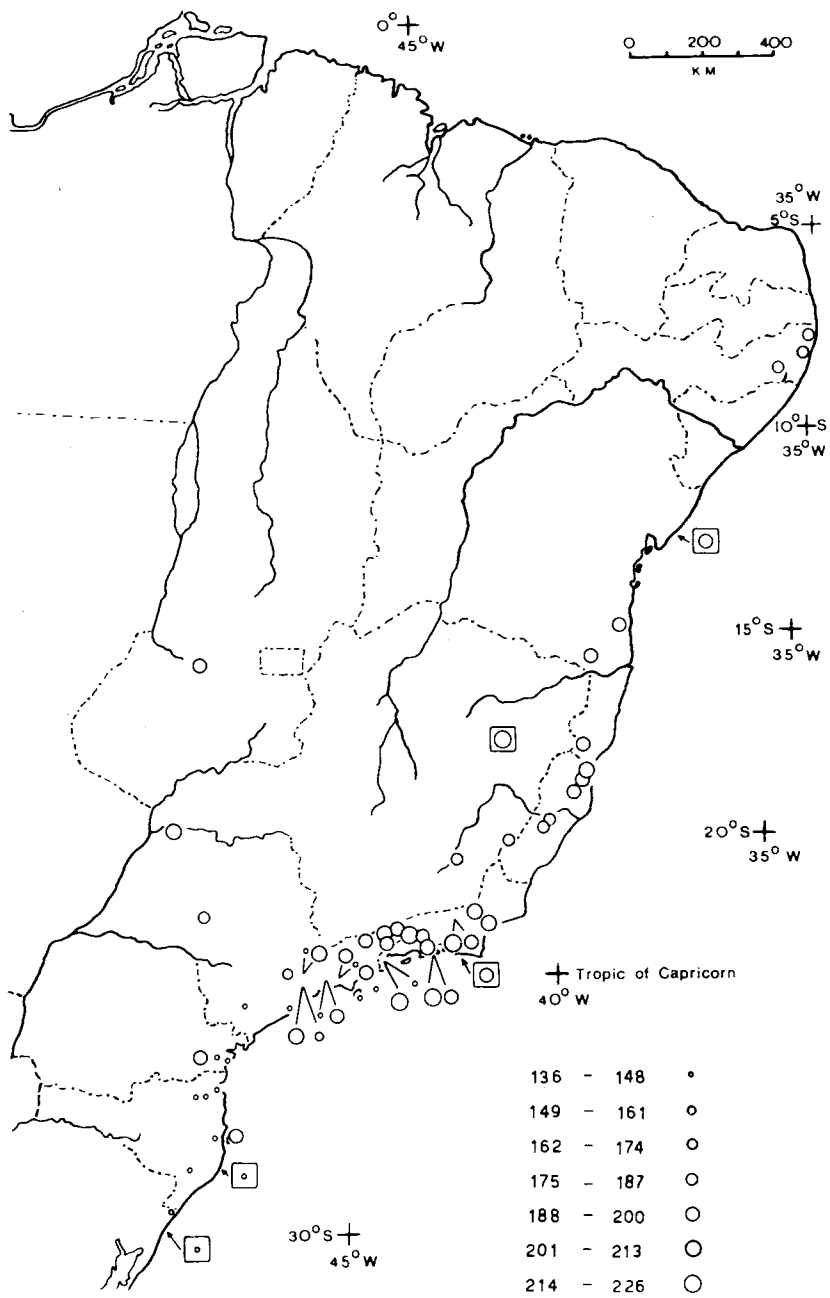 0°
45°W
0 200 400
KM
35°W
5°S
10°S
35°W
15°S
35°W
20°S
35°W
Tropic of Capricorn
40°W
136 - 148
149 - 161
162 - 174
175 - 187
188 - 200
201 - 213
214 - 226
30°S
45°W